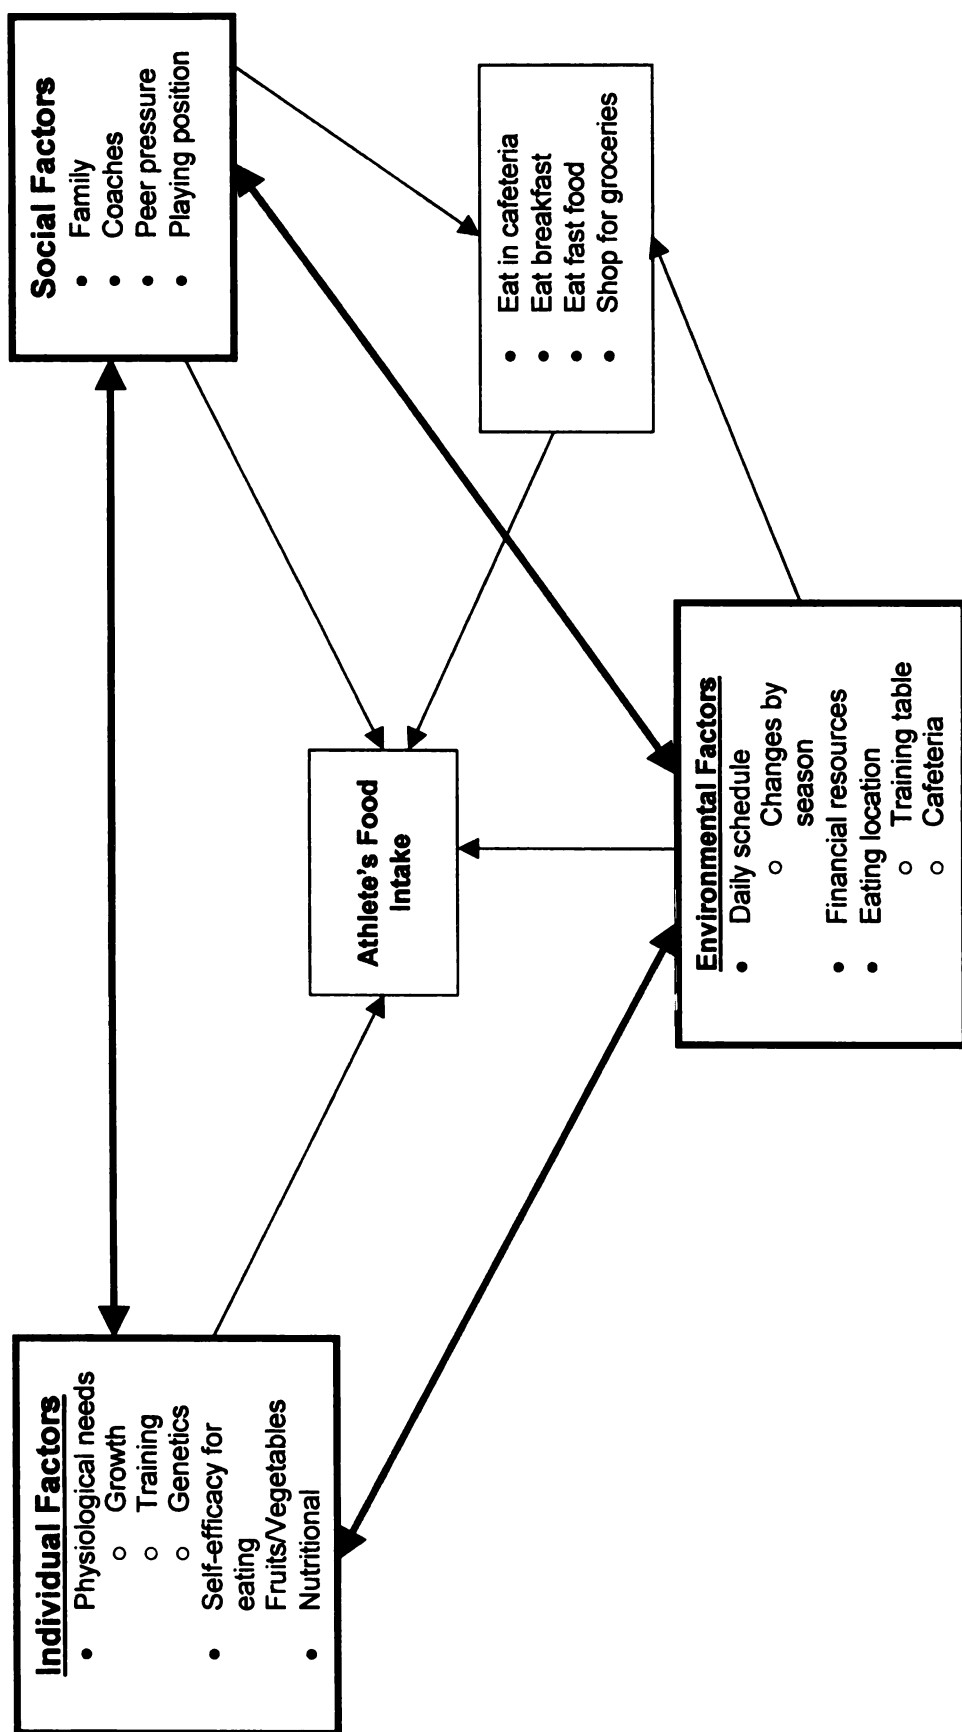 Individual Factors
• Physiological needs
○ Growth
○ Training
○ Genetics
• Self-efficacy for
eating
Fruits/Vegetables
• Nutritional
Social Factors
• Family
• Coaches
• Peer pressure
• Playing position
Athlete's Food
Intake
• Eat in cafeteria
• Eat breakfast
• Eat fast food
• Shop for groceries
Environmental Factors
• Daily schedule
○ Changes by
season
• Financial resources
• Eating location
○ Training table
○ Cafeteria